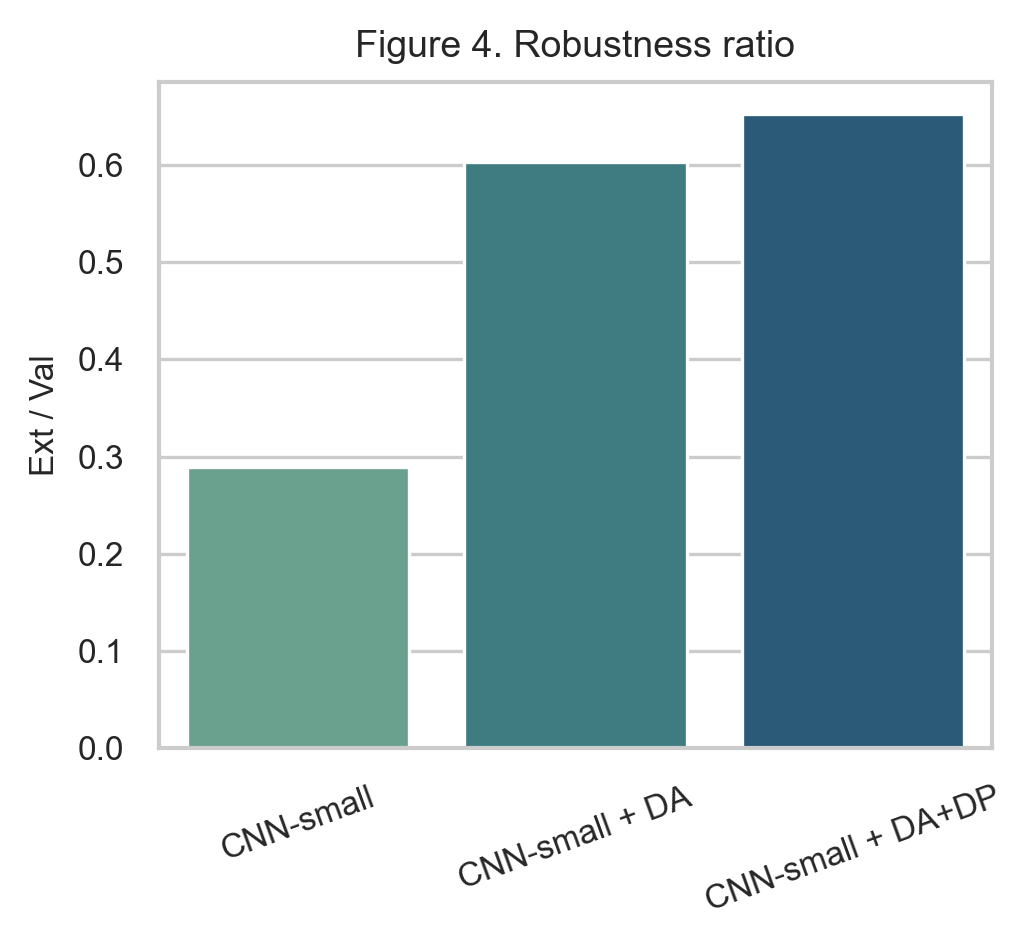 Figure 4. Robustness ratio
Ext / Val
0.6
0.5
0.4
0.3
0.2
0.1
0.0
CNN-small
CNN-small + DA
CNN-small + DA+DP